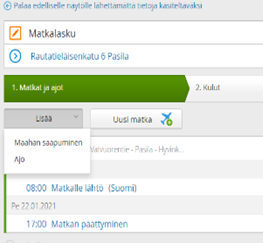 Palaa edelliselle näytölle lähettämättä tietoja käsiteltäväksi
Matkalasku
Rautatieläisenkatu 6 Pasila
1. Matkat ja ajot
2. Kulut
Lisää
Uusi matka
Maahan saapuminen
Ajo
Vatvuorentie - Pasila - Hyvink...
08:00 Matkalle lähtö (Suomi)
Pe 22.01.2021
17:00 Matkan päättyminen